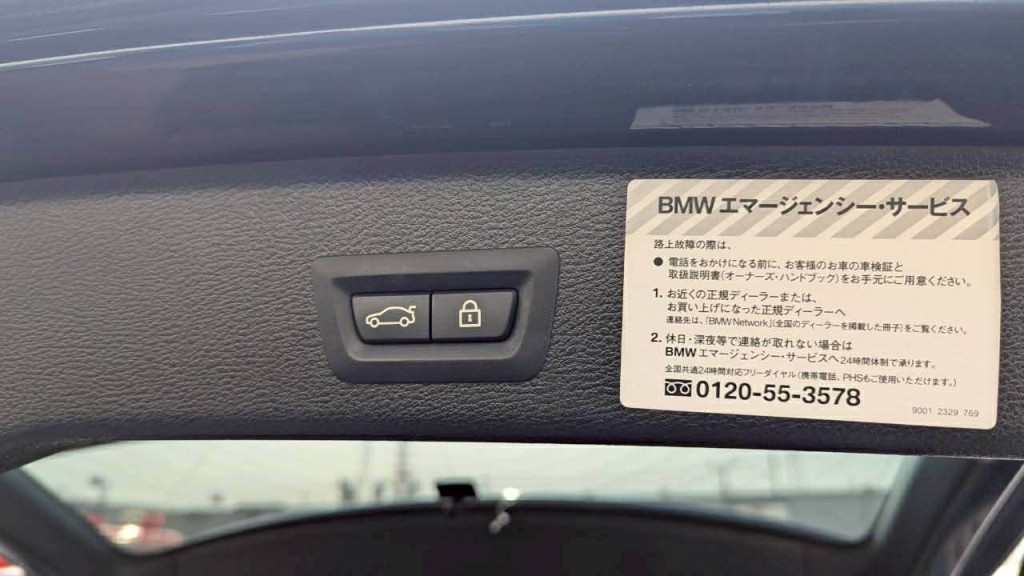 BMWエマージェンシー・サービス
路上故障の際は、
● 電話をおかけになる前に、お客様のお車の車検証と
取扱説明書(オーナーズ・ハンドブック)をお手元にご用意ください。
1. お近くの正規ディーラーまたは、
お買い上げになった正規ディーラーへ
連絡先は、「BMW Network」(全国のディーラーを掲載した冊子)をご覧ください。
2. 休日・深夜等で連絡が取れない場合は
BMWエマージェンシー・サービスへ24時間体制で承ります。
全国共通24時間対応フリーダイヤル(携帯電話、PHSもご使用いただけます。)
0120-55-3578
9001 2329 769